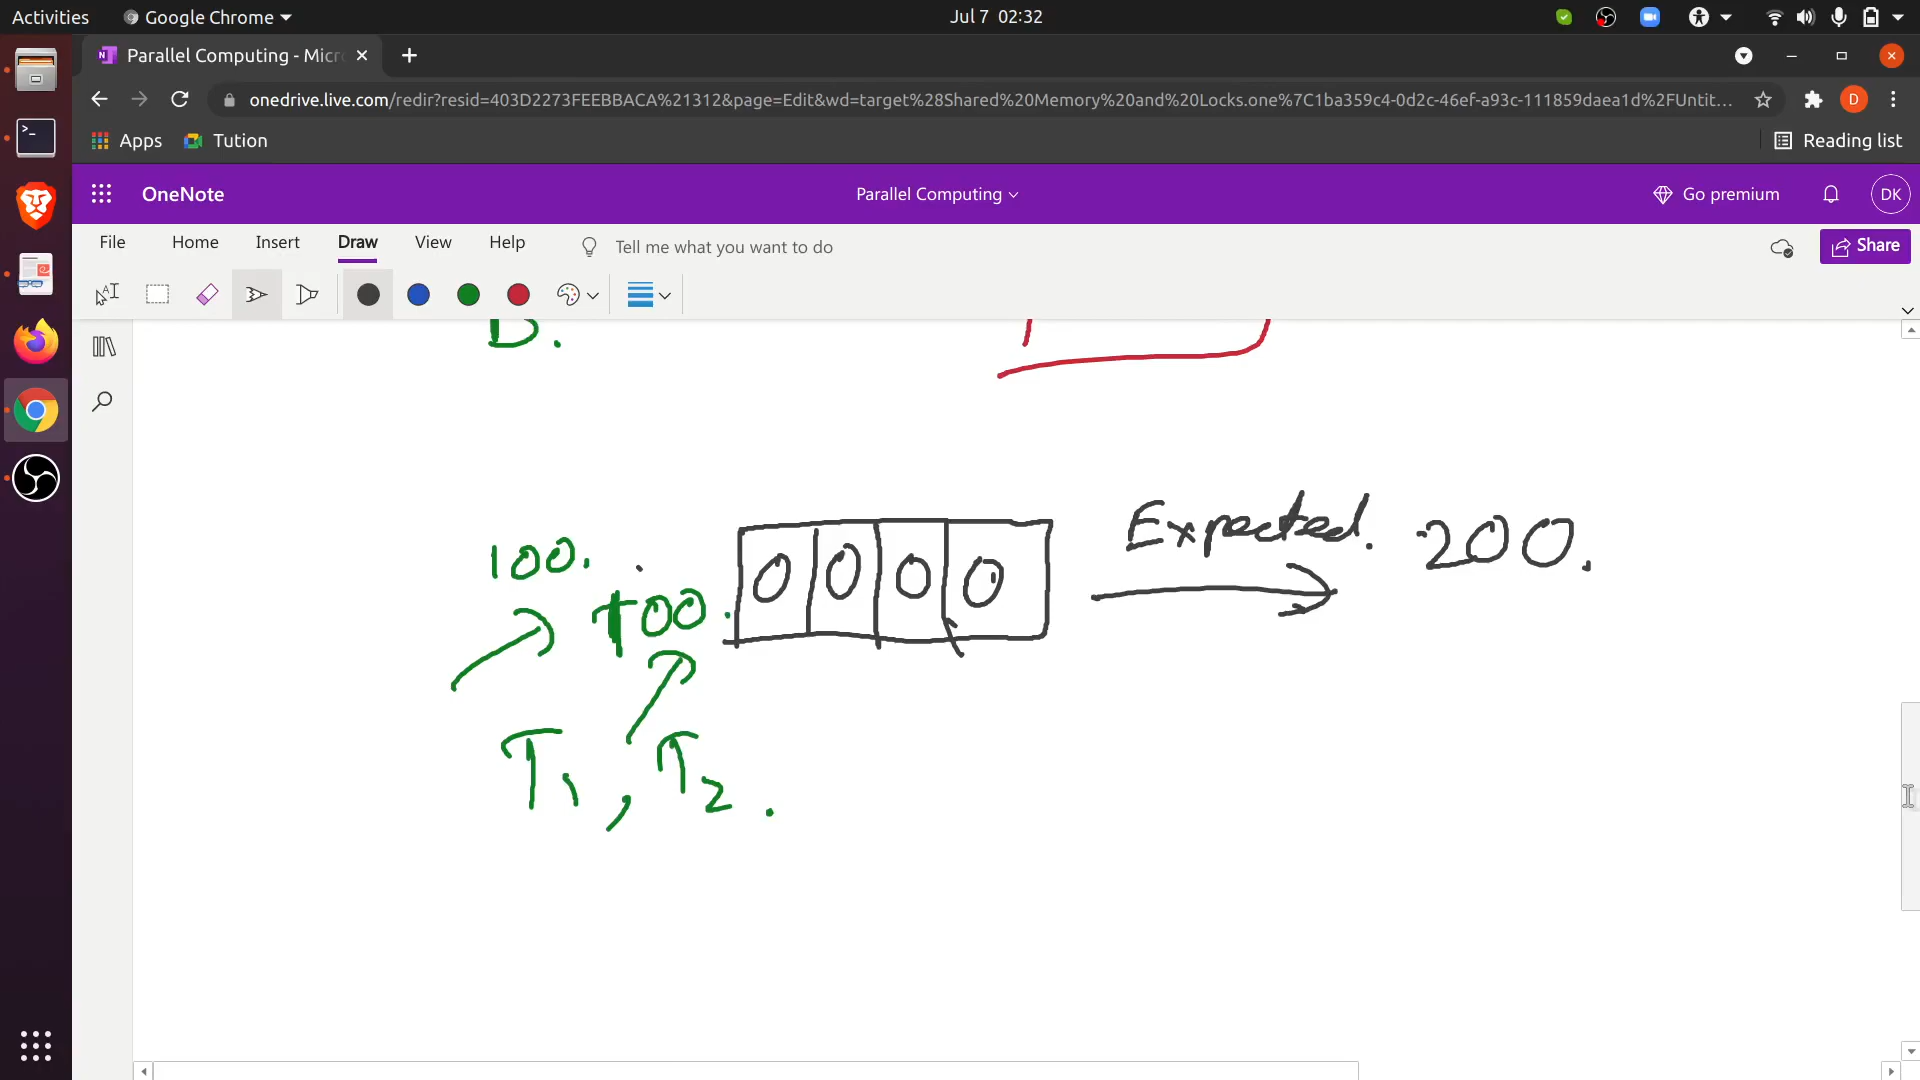 Activities Google Chrome Jul 7 02:32
Parallel Computing - Micr
onedrive.live.com/redir?resid=403D2273FEEBBACA%21312&page=Edit&wd=target%28Shared%20Memory%20and%20Locks.one%7C1ba359c4-0d2c-46ef-a93c-111859daea1d%2FUntit... D
Apps Tution Reading list
OneNote Parallel Computing Go premium DK
File Home Insert Draw View Help Tell me what you want to do Share
B.
Expected. 200.
100. 0 0 0 0
100.
T1, T2.